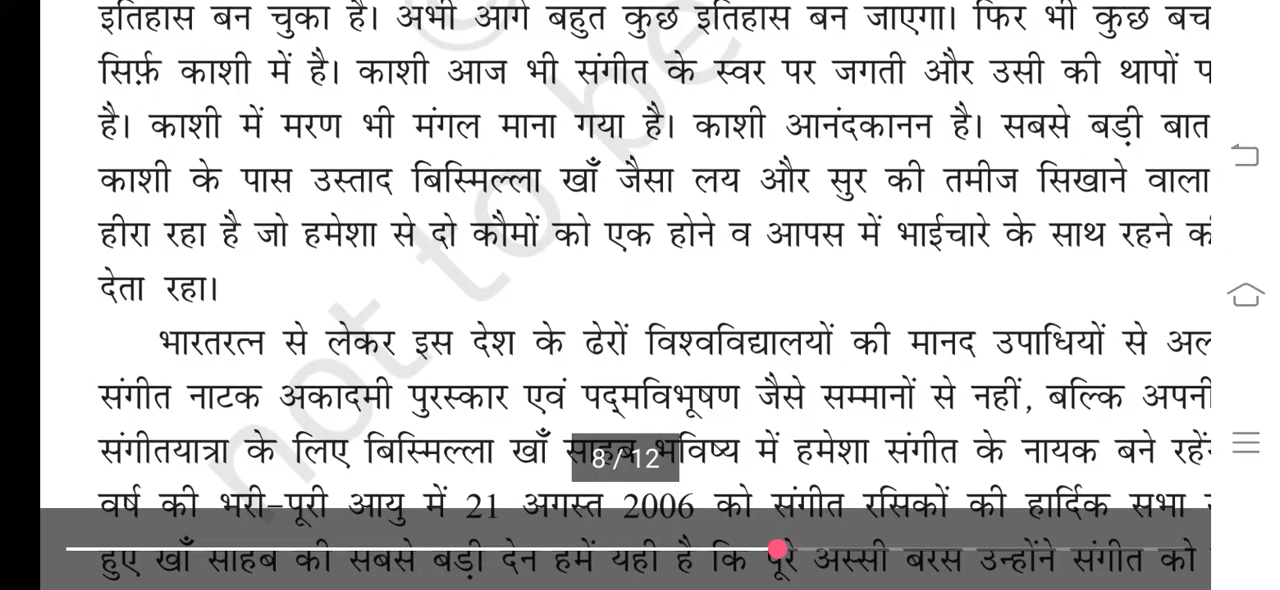 इतिहास बन चुका है। अभी आगे बहुत कुछ इतिहास बन जाएगा। फिर भी कुछ बच
सिर्फ़ काशी में है। काशी आज भी संगीत के स्वर पर जगती और उसी की थापों प
है। काशी में मरण भी मंगल माना गया है। काशी आनंदकानन है। सबसे बड़ी बात
काशी के पास उस्ताद बिस्मिल्ला खाँ जैसा लय और सुर की तमीज सिखाने वाला
हीरा रहा है जो हमेशा से दो कौमों को एक होने व आपस में भाईचारे के साथ रहने की
देता रहा।
भारतरत्न से लेकर इस देश के ढेरों विश्वविद्यालयों की मानद उपाधियों से अल
संगीत नाटक अकादमी पुरस्कार एवं पद्मविभूषण जैसे सम्मानों से नहीं, बल्कि अपनी
संगीतयात्रा के लिए बिस्मिल्ला खाँ साहब भविष्य में हमेशा संगीत के नायक बने रहें
8 / 12
वर्ष की भरी-पूरी आयु में 21 अगस्त 2006 को संगीत रसिकों की हार्दिक सभा
हुए खाँ साहब की सबसे बड़ी देन हमें यही है कि पूरे अस्सी बरस उन्होंने संगीत को
not to be